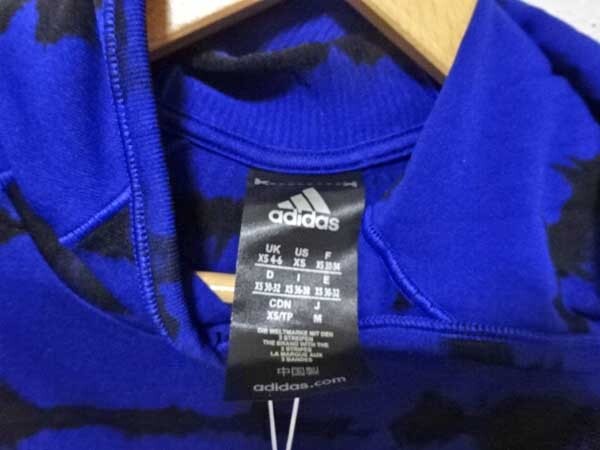 adidas
UK US F
XS 4-6 XS XS 32-34
D I E
XS 30-32 XS 36-38 XS 30-32
CDN J
XS/TP M
DIE WELTMARKE MIT DEN
3 STREIFEN
THE BRAND WITH THE
3 STRIPES
LA MARQUE AUX
3 BANDES
中国製
adidas.com